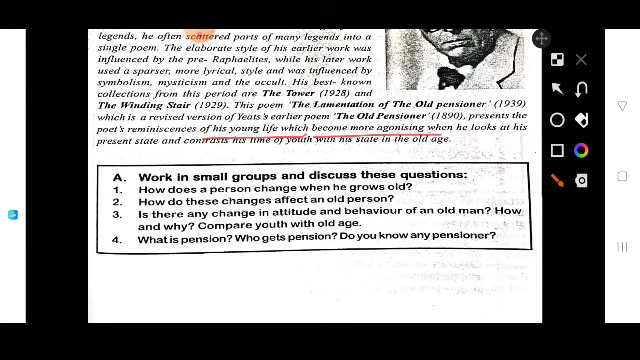 legends, he often scattered parts of many legends into a
single poem. The elaborate style of his earlier work was
influenced by the pre- Raphaelites, while his later work
used a sparser, more lyrical, style and was influenced by
symbolism, mysticism and the occult. His best- known
collections from this period are The Tower (1928) and
The Winding Stair (1929). This poem 'The Lamentation of The Old pensioner' (1939)
which is a revised version of Yeats's earlier poem 'The Old Pensioner' (1890), presents the
poet's reminiscences of his young life which become more agonising when he looks at his
present state and contrasts his time of youth with his state in the old age.
A. Work in small groups and discuss these questions:
1. How does a person change when he grows old?
2. How do these changes affect an old person?
3. Is there any change in attitude and behaviour of an old man? How
and why? Compare youth with old age.
4. What is pension? Who gets pension? Do you know any pensioner?